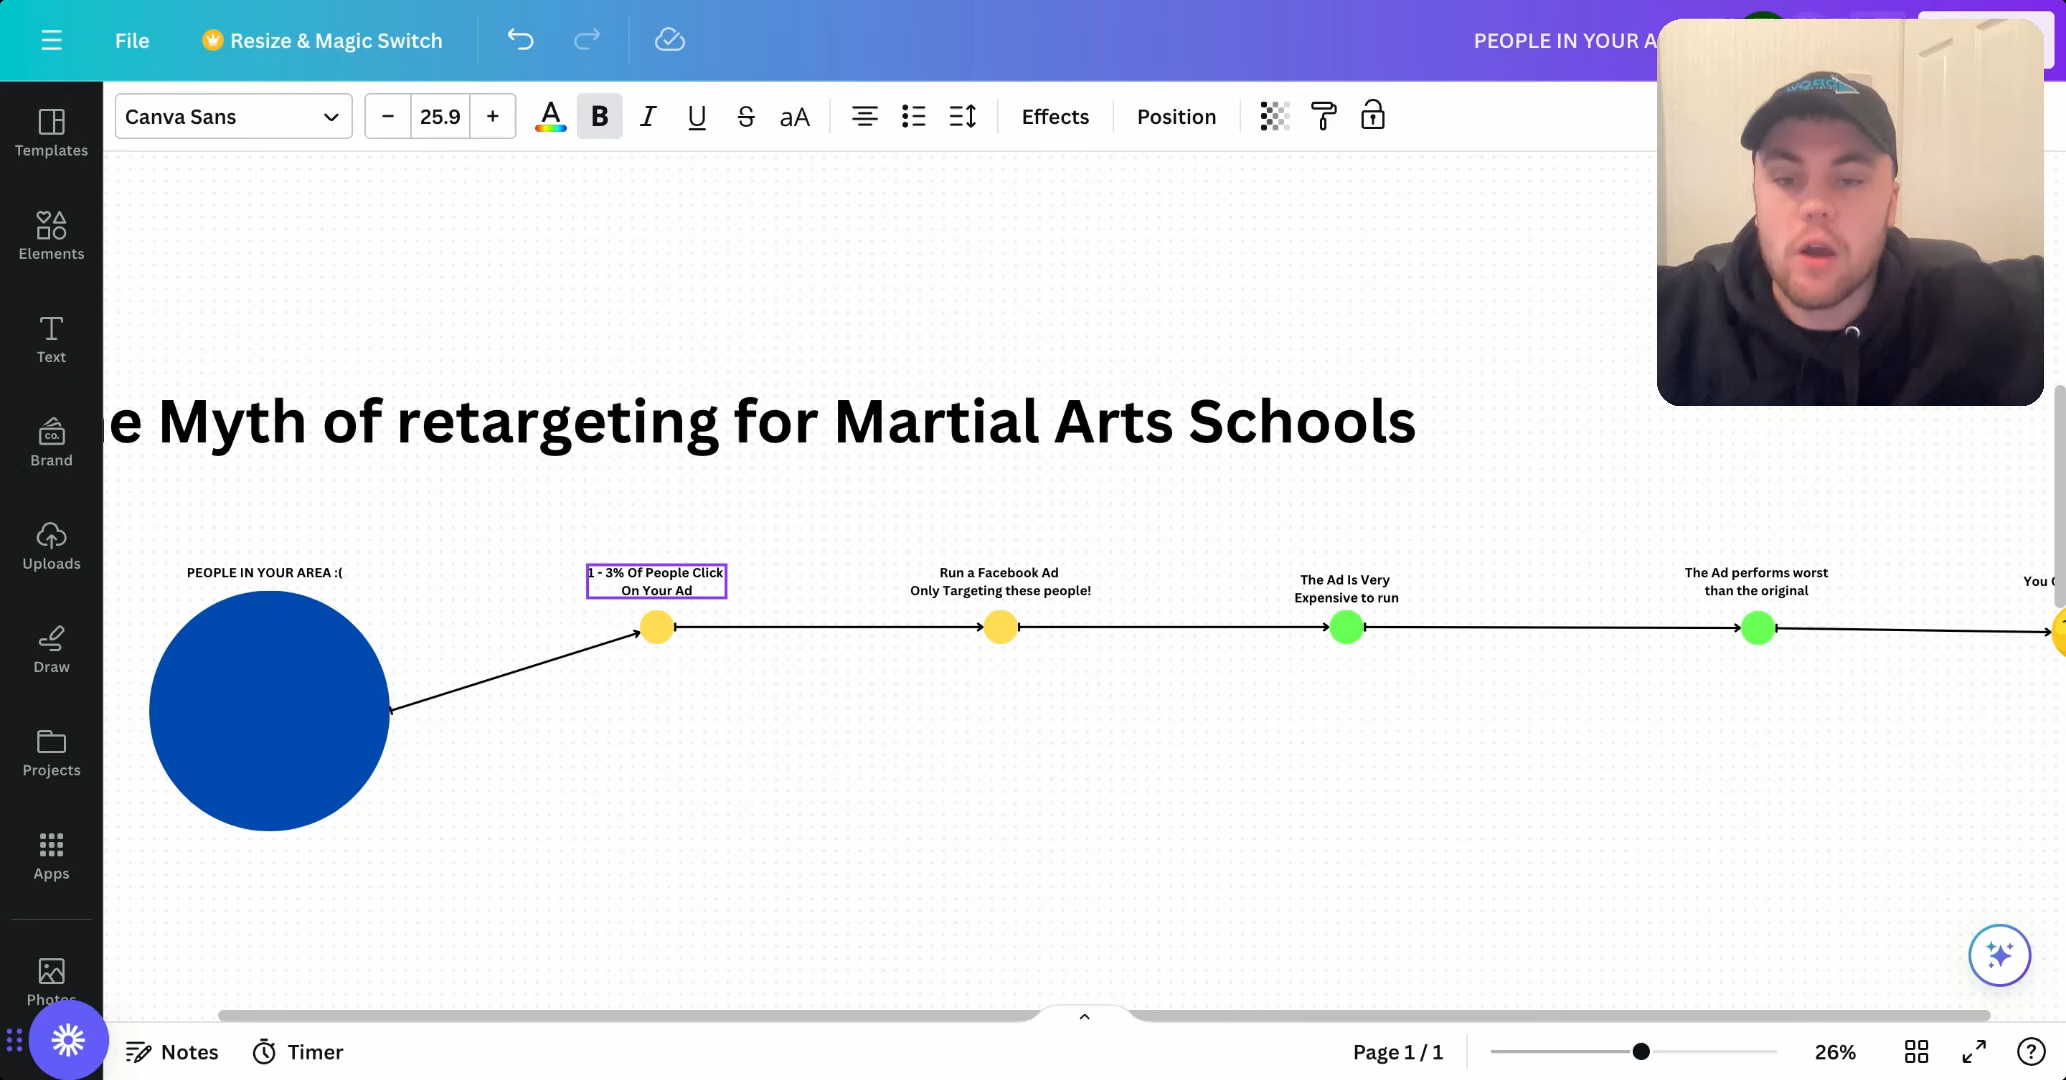 File
Resize & Magic Switch
PEOPLE IN YOUR A
Canva Sans
25.9
A
B
I
U
S
aA
Effects
Position
Templates
Elements
Text
Brand
CO.
Uploads
Draw
Projects
Apps
Photos
e Myth of retargeting for Martial Arts Schools
PEOPLE IN YOUR AREA :(
1 - 3% Of People Click
On Your Ad
Run a Facebook Ad
Only Targeting these people!
The Ad Is Very
Expensive to run
The Ad performs worst
than the original
You
Notes
Timer
Page 1 / 1
26%
?